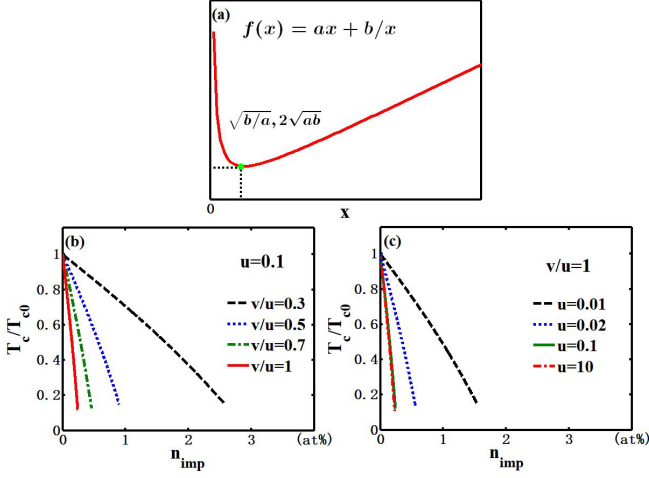 (a)
f(x) = ax + b/x
√b/a, 2√ab
0
x
(b)
u=0.1
v/u=0.3
v/u=0.5
v/u=0.7
v/u=1
1
0.8
0.6
0.4
0.2
0
0 1 2 3 (at%)
T_c/T_c0
n_imp
(c)
v/u=1
u=0.01
u=0.02
u=0.1
u=10
1
0.8
0.6
0.4
0.2
0
0 1 2 3 (at%)
T_c/T_c0
n_imp